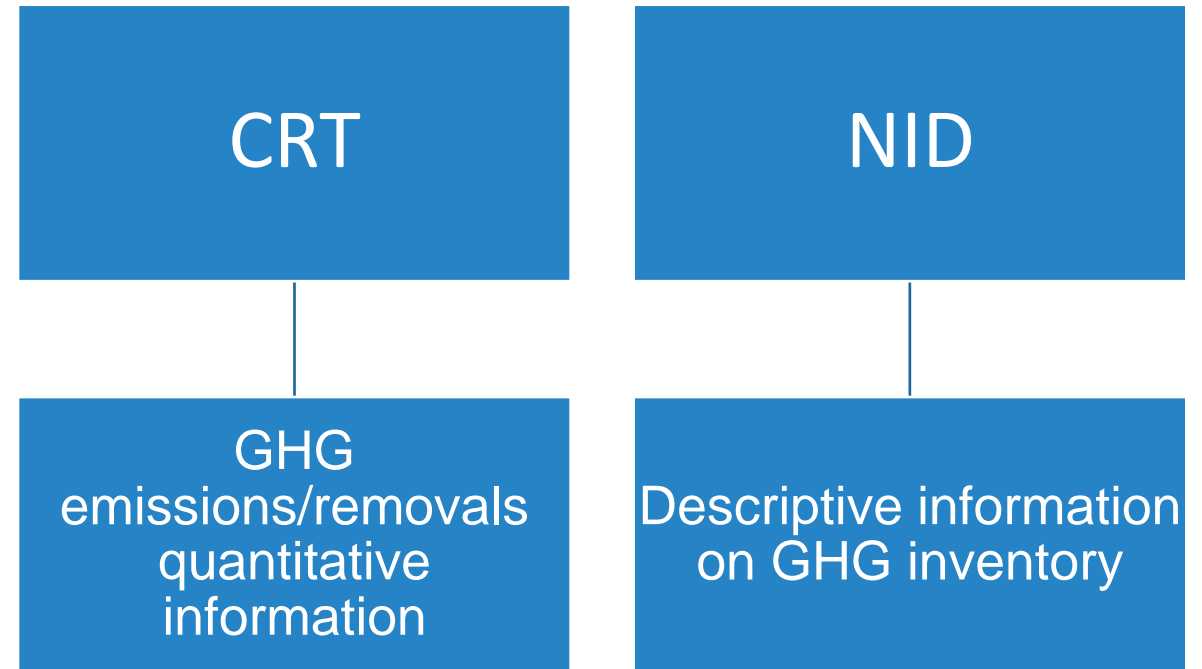 CRT
GHG
emissions/removals
quantitative
information
NID
Descriptive information
on GHG inventory